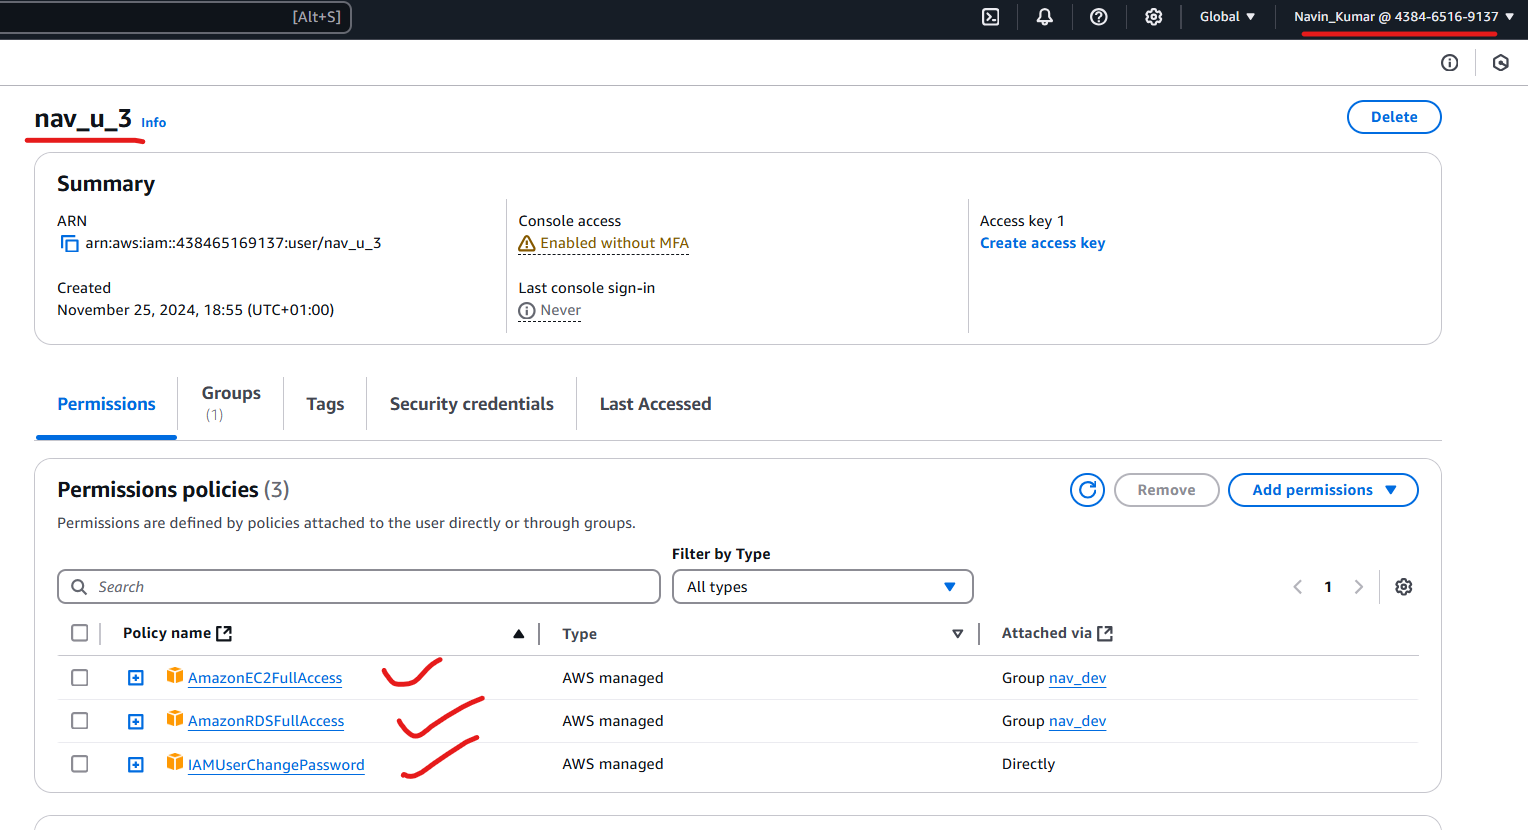 [Alt+S]
Global
Navin_Kumar @ 4384-6516-9137
nav_u_3 Info
Delete
Summary
ARN
arn:aws:iam::438465169137:user/nav_u_3
Created
November 25, 2024, 18:55 (UTC+01:00)
Console access
Enabled without MFA
Last console sign-in
Never
Access key 1
Create access key
Permissions
Groups
(1)
Tags
Security credentials
Last Accessed
Permissions policies (3)
Remove
Add permissions
Permissions are defined by policies attached to the user directly or through groups.
Filter by Type
Search
All types
1
Policy name
Type
Attached via
AmazonEC2FullAccess
AWS managed
Group nav_dev
AmazonRDSFullAccess
AWS managed
Group nav_dev
IAMUserChangePassword
AWS managed
Directly